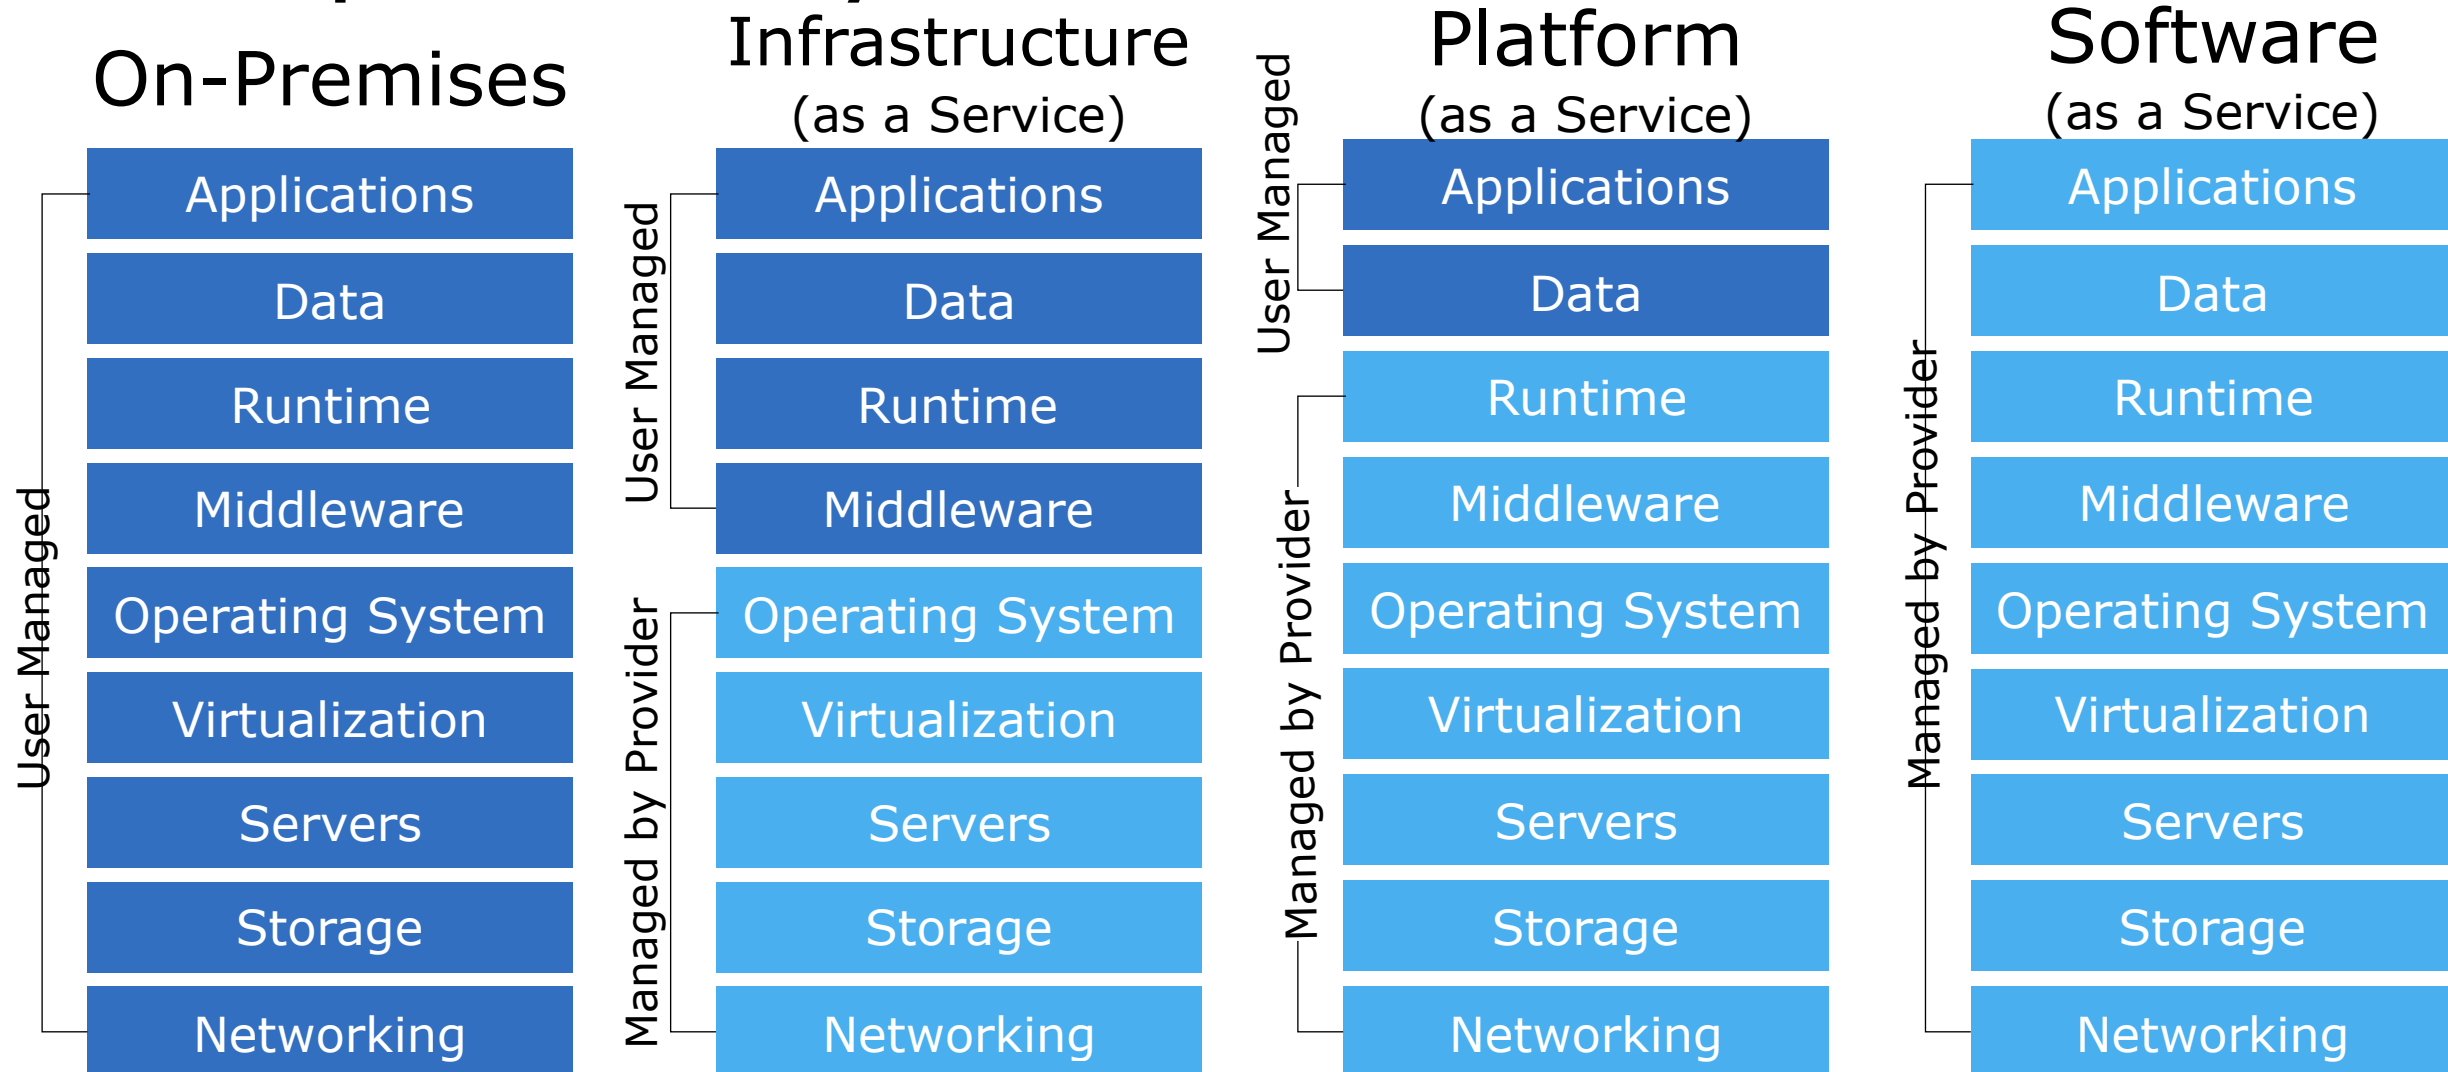 On-Premises
User Managed
Applications
Data
Runtime
Middleware
Operating System
Virtualization
Servers
Storage
Networking
Infrastructure
(as a Service)
User Managed
Managed by Provider
Applications
Data
Runtime
Middleware
Operating System
Virtualization
Servers
Storage
Networking
Platform
(as a Service)
User Managed
Managed by Provider
Applications
Data
Runtime
Middleware
Operating System
Virtualization
Servers
Storage
Networking
Software
(as a Service)
Managed by Provider
Applications
Data
Runtime
Middleware
Operating System
Virtualization
Servers
Storage
Networking